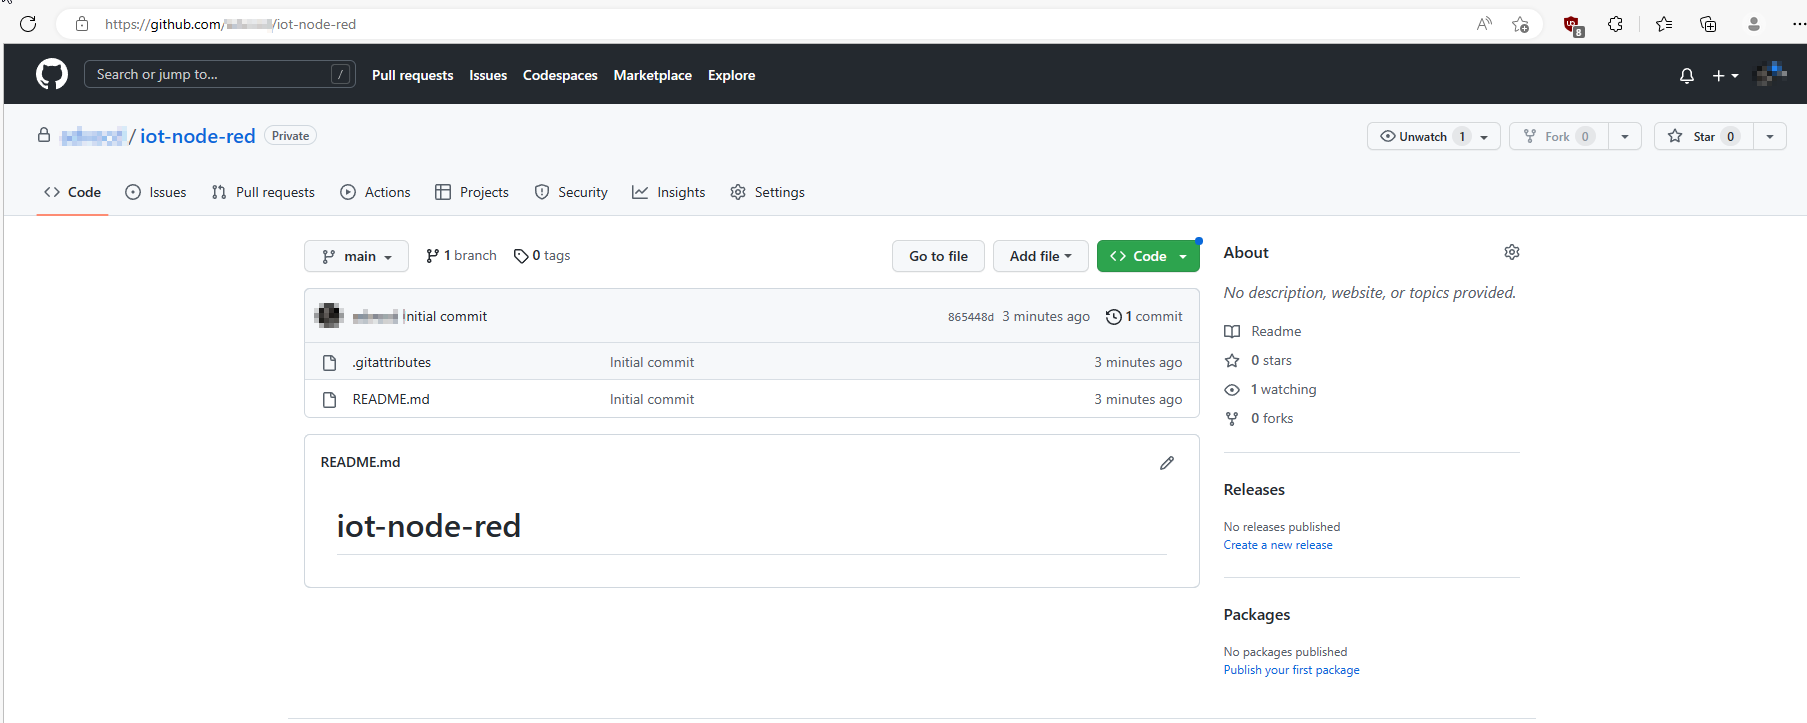 https://github.com/ /iot-node-red
8
Search or jump to... /
Pull requests Issues Codespaces Marketplace Explore
/ iot-node-red Private
Unwatch 1 Fork 0 Star 0
Code Issues Pull requests Actions Projects Security Insights Settings
main 1 branch 0 tags Go to file Add file Code
Initial commit 865448d 3 minutes ago 1 commit
.gitattributes Initial commit 3 minutes ago
README.md Initial commit 3 minutes ago
README.md
iot-node-red
About
No description, website, or topics provided.
Readme
0 stars
1 watching
0 forks
Releases
No releases published
Create a new release
Packages
No packages published
Publish your first package